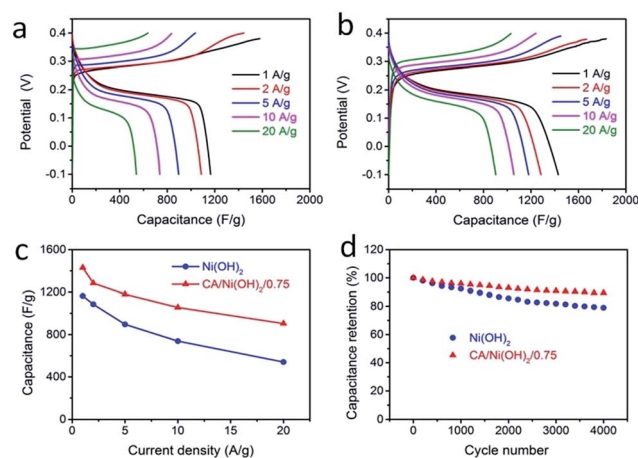 a
0.4
0.3
0.2
0.1
0.0
-0.1
Potential (V)
1 A/g
2 A/g
5 A/g
10 A/g
20 A/g
0 400 800 1200 1600 2000
Capacitance (F/g)
b
0.4
0.3
0.2
0.1
0.0
-0.1
Potential (V)
1 A/g
2 A/g
5 A/g
10 A/g
20 A/g
0 400 800 1200 1600 2000
Capacitance (F/g)
c
1600
1200
800
400
0
Capacitance (F/g)
Ni(OH)₂
CA/Ni(OH)₂/0.75
0 5 10 15 20
Current density (A/g)
d
120
100
80
60
40
20
0
Capacitance retention (%)
Ni(OH)₂
CA/Ni(OH)₂/0.75
0 1000 2000 3000 4000
Cycle number